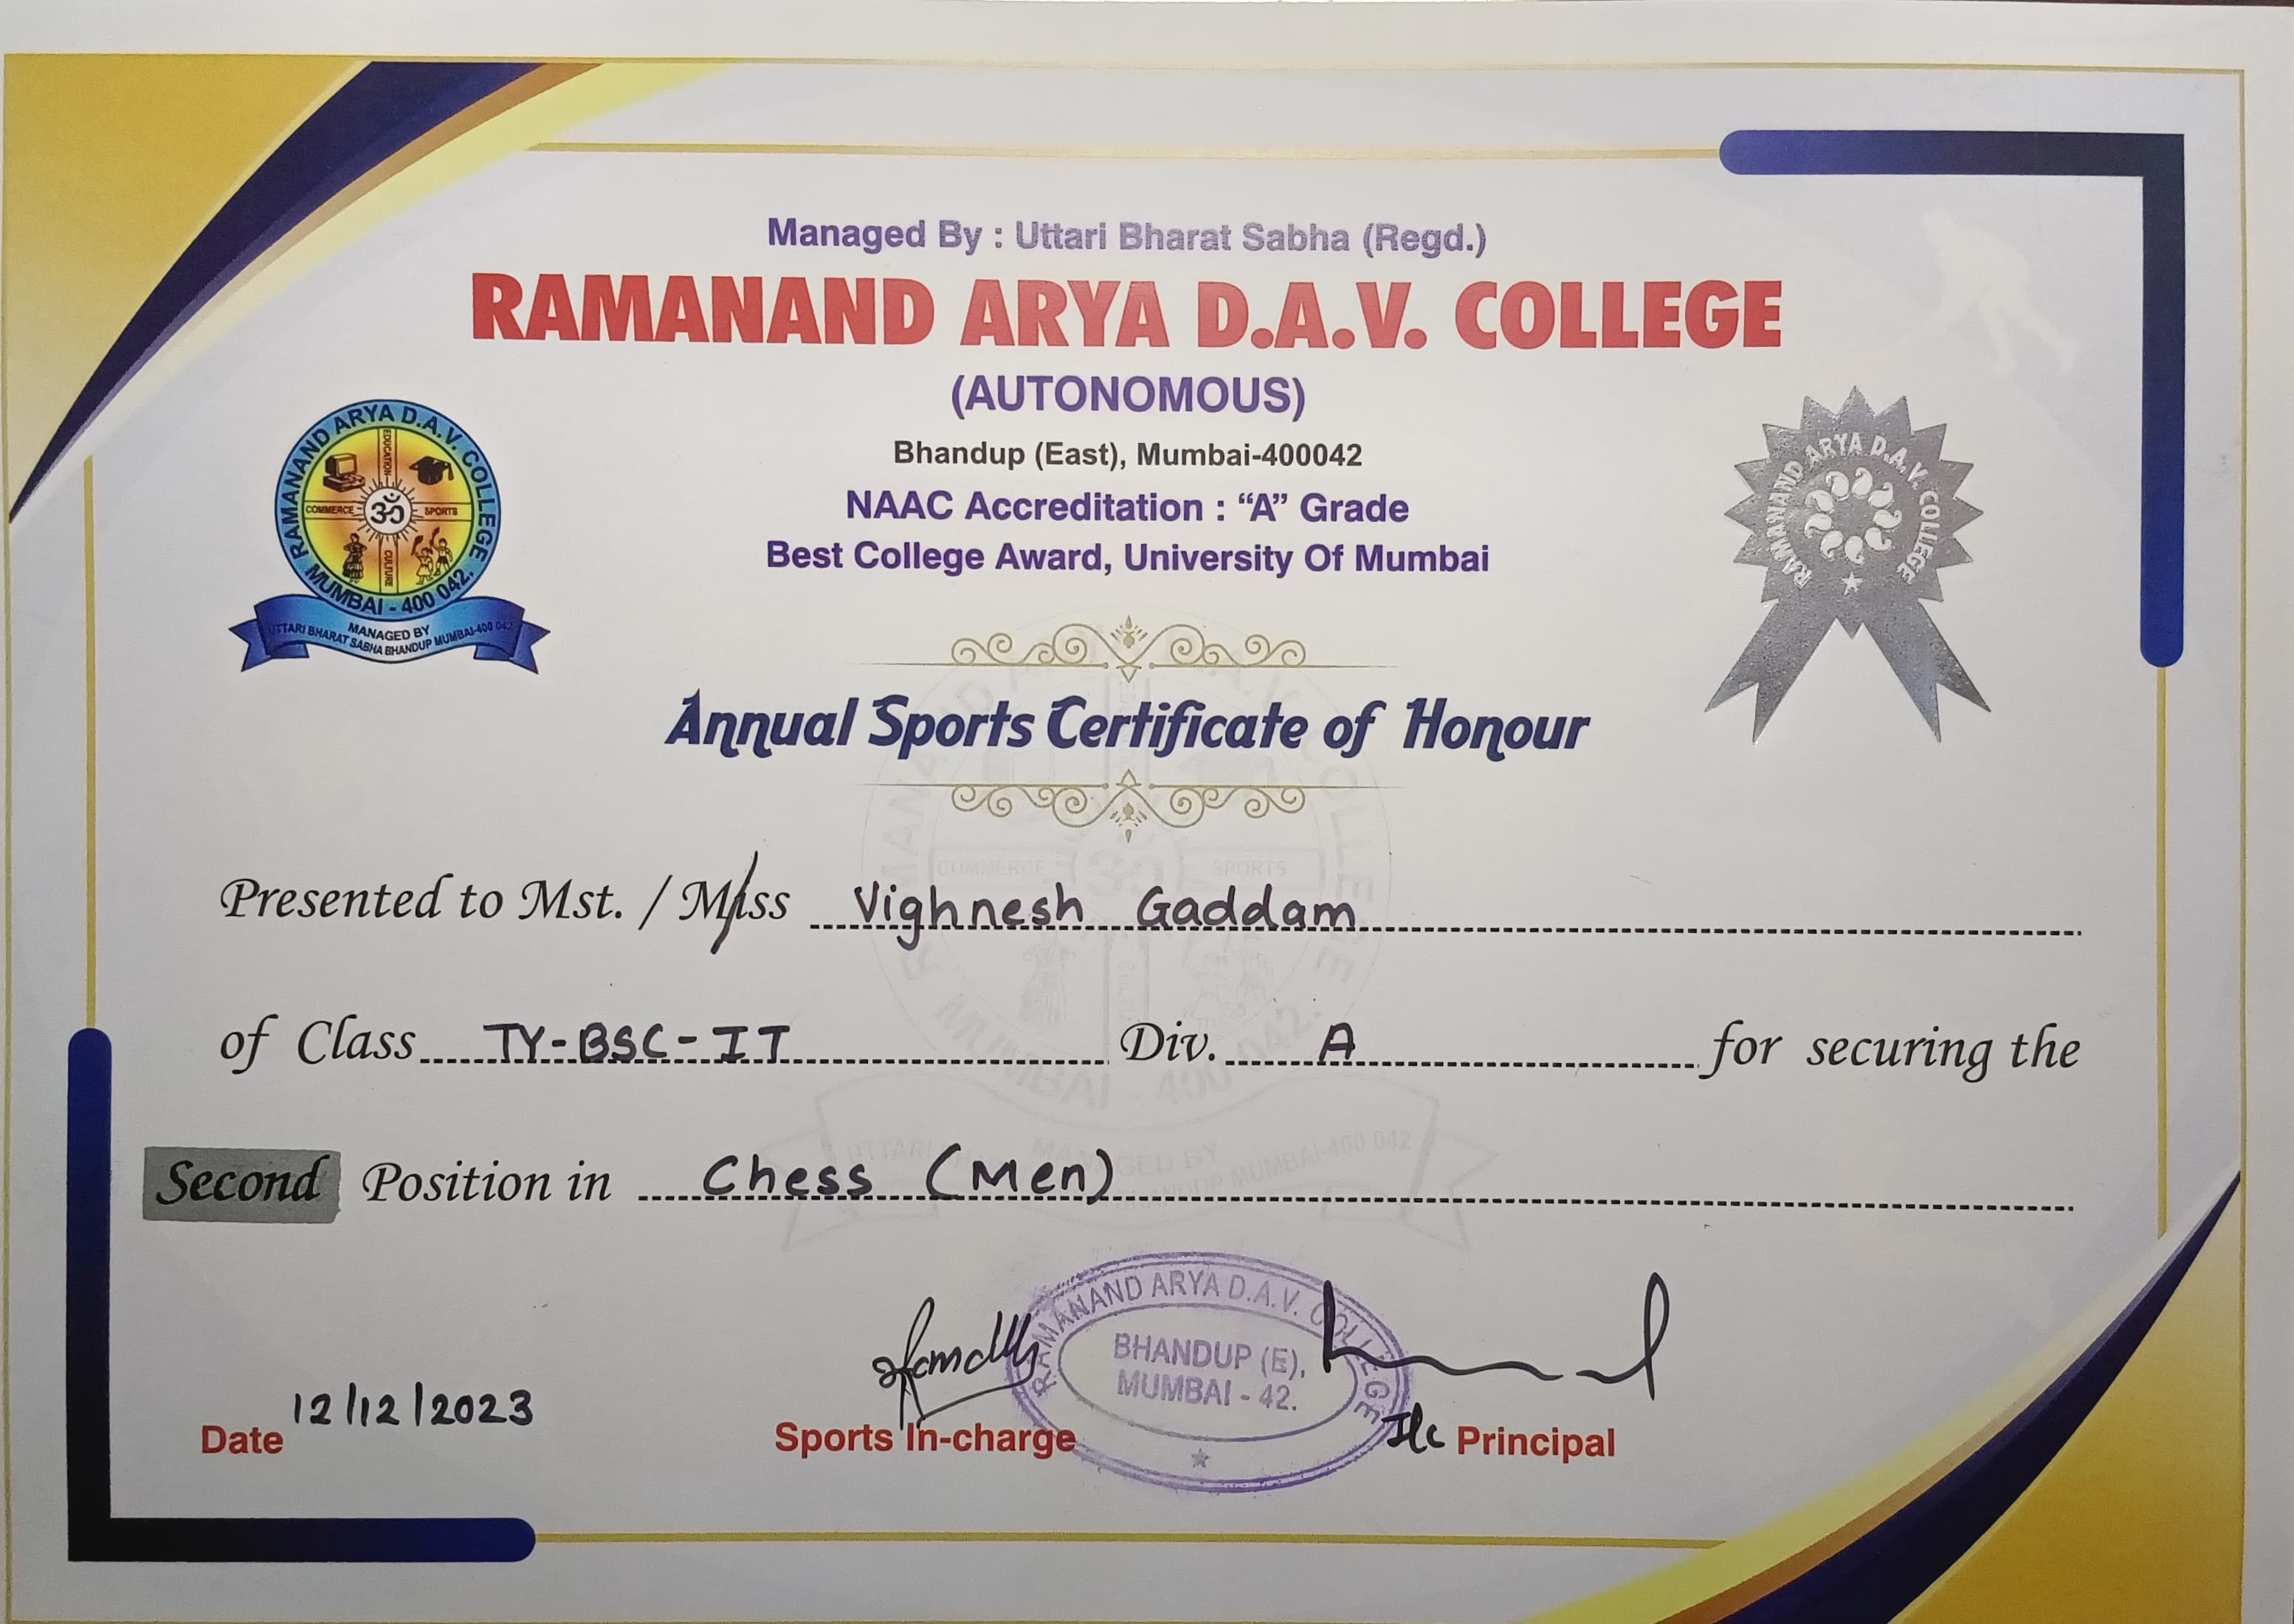 Managed By : Uttari Bharat Sabha (Regd.)
RAMANAND ARYA D.A.V. COLLEGE
(AUTONOMOUS)
Bhandup (East), Mumbai-400042
NAAC Accreditation : “A” Grade
Best College Award, University Of Mumbai
RAMANAND ARYA D.A.V. COLLEGE
MUMBAI - 400 042.
EDUCATION
COMMERCE
ॐ
SPORTS
CULTURE
MANAGED BY
UTTARI BHARAT SABHA BHANDUP MUMBAI-400 042
RAMANAND ARYA D.A.V. COLLEGE
Annual Sports Certificate of Honour
Presented to Mst. / Miss Vighnesh Gaddam
of Class TY-BSC-IT Div. A for securing the
Second Position in Chess (Men)
RAMANAND ARYA D.A.V. COLLEGE
BHANDUP (E),
MUMBAI - 42.
Date 12/12/2023
Sports In-charge
I/c Principal